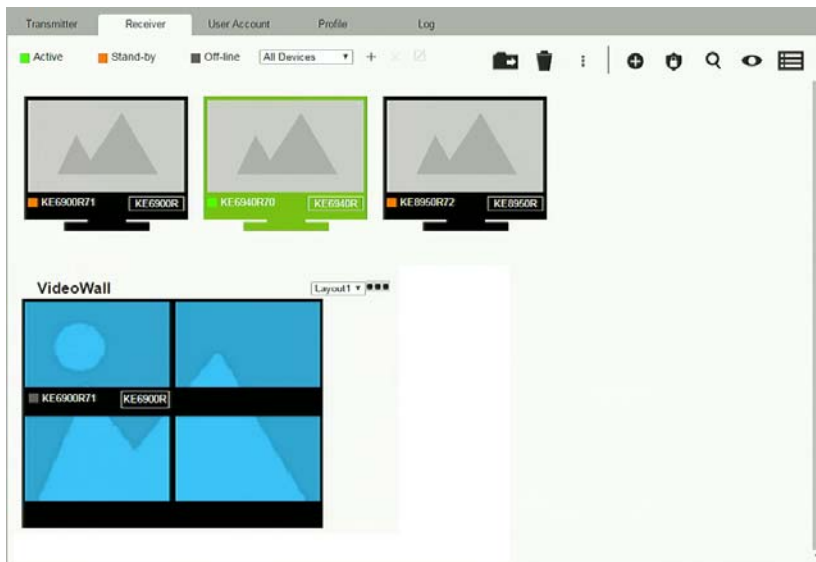 Transmitter Receiver User Account Profile Log
Active Stand-by Off-line All Devices
KE6900R71 KE6900R KE6940R70 KE6940R KE8950R72 KE8950R
VideoWall Layout1
KE6900R71 KE6900R